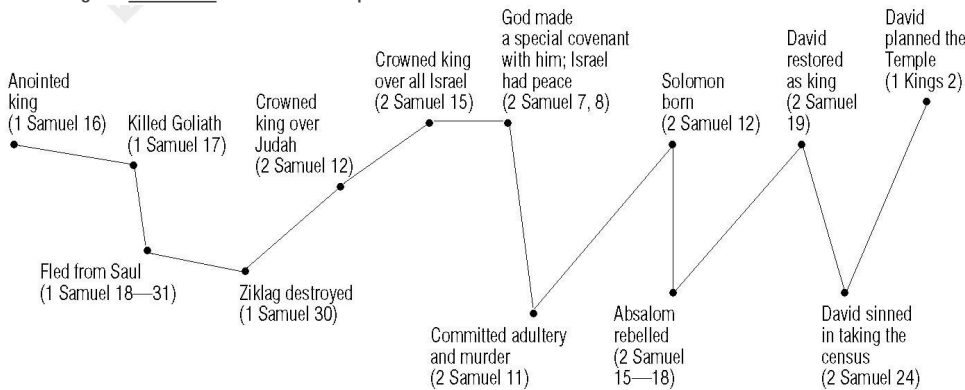 Anointed
king
(1 Samuel 16)
Killed Goliath
(1 Samuel 17)
Fled from Saul
(1 Samuel 18—31)
Ziklag destroyed
(1 Samuel 30)
Crowned
king over
Judah
(2 Samuel 12)
Crowned king
over all Israel
(2 Samuel 15)
God made
a special covenant
with him; Israel
had peace
(2 Samuel 7, 8)
Committed adultery
and murder
(2 Samuel 11)
Solomon
born
(2 Samuel 12)
Absalom
rebelled
(2 Samuel
15—18)
David
restored
as king
(2 Samuel
19)
David sinned
in taking the
census
(2 Samuel 24)
David
planned the
Temple
(1 Kings 2)